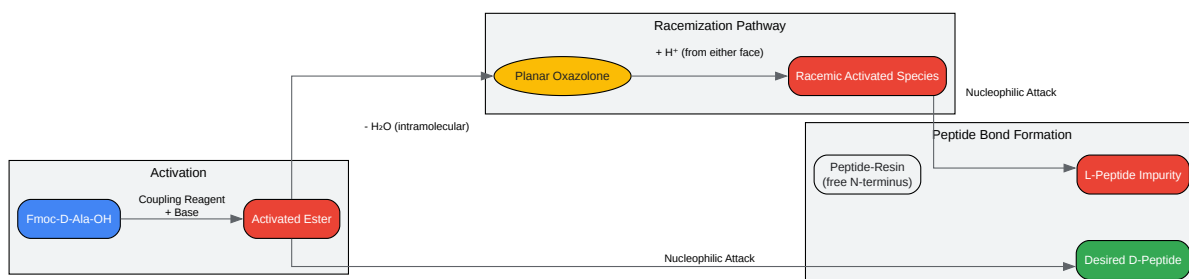 Racemization Pathway
+ H⁺ (from either face)
Planar Oxazolone
Racemic Activated Species
Nucleophilic Attack
- H₂O (intramolecular)
Peptide Bond Formation
Peptide-Resin
(free N-terminus)
L-Peptide Impurity
Activation
Coupling Reagent
+ Base
Fmoc-D-Ala-OH
Activated Ester
Nucleophilic Attack
Desired D-Peptide